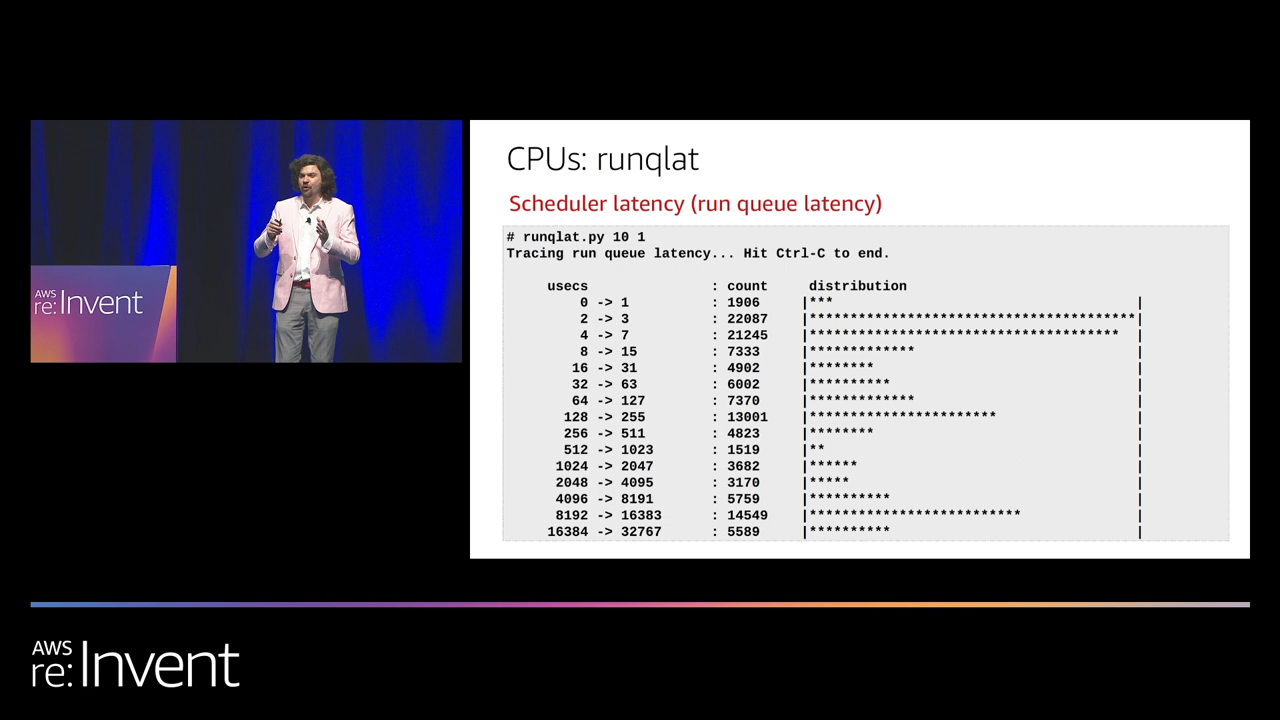 AWS
re:Invent
CPUs: runqlat
Scheduler latency (run queue latency)
# runqlat.py 10 1
Tracing run queue latency... Hit Ctrl-C to end.
usecs : count distribution
0 -> 1 : 1906 |*** |
2 -> 3 : 22087 |****************************************|
4 -> 7 : 21245 |************************************** |
8 -> 15 : 7333 |************* |
16 -> 31 : 4902 |******** |
32 -> 63 : 6002 |********** |
64 -> 127 : 7370 |************* |
128 -> 255 : 13001 |*********************** |
256 -> 511 : 4823 |******** |
512 -> 1023 : 1519 |** |
1024 -> 2047 : 3682 |****** |
2048 -> 4095 : 3170 |***** |
4096 -> 8191 : 5759 |********** |
8192 -> 16383 : 14549 |************************** |
16384 -> 32767 : 5589 |********** |
AWS
re:Invent